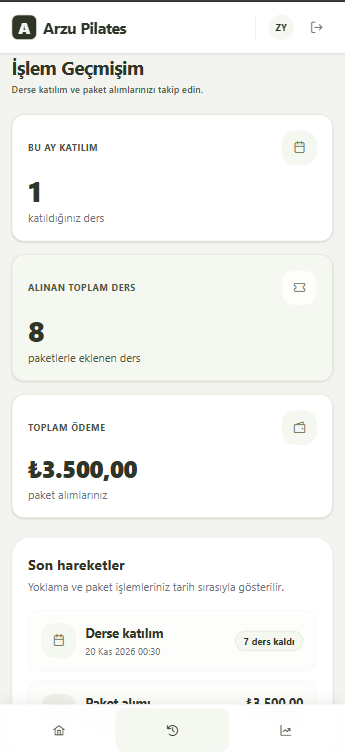 A Arzu Pilates ZY
İşlem Geçmişim
Derse katılım ve paket alımlarınızı takip edin.
BU AY KATILIM
1
katıldığınız ders
ALINAN TOPLAM DERS
8
paketlerle eklenen ders
TOPLAM ÖDEME
₺3.500,00
paket alımlarınız
Son hareketler
Yoklama ve paket işlemleriniz tarih sırasıyla gösterilir.
Derse katılım
20 Kas 2026 00:30
7 ders kaldı
Paket alımı ₺3.500,00